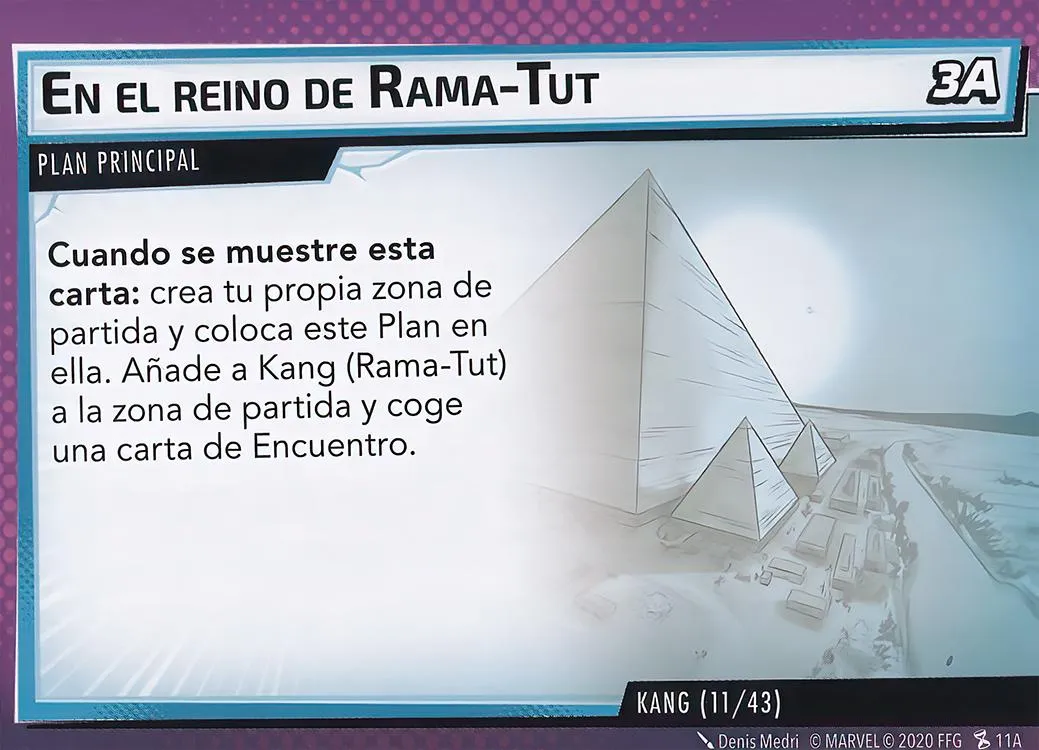 En el reino de Rama-Tut
3A
Plan principal
Cuando se muestre esta
carta: crea tu propia zona de
partida y coloca este Plan en
ella. Añade a Kang (Rama-Tut)
a la zona de partida y coge
una carta de Encuentro.
Kang (11/43)
Denis Medri © MARVEL © 2020 FFG 11A